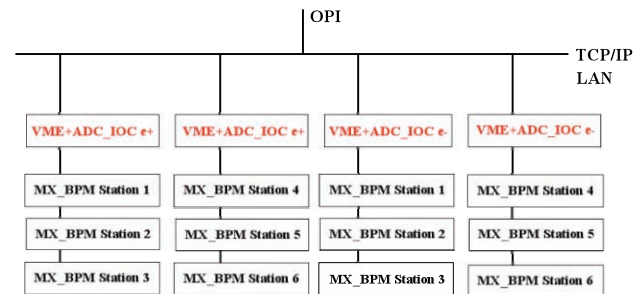 OPI
TCP/IP
LAN
VME+ADC_IOC e+ VME+ADC_IOC e+ VME+ADC_IOC e- VME+ADC_IOC e-
MX_BPM Station 1 MX_BPM Station 4 MX_BPM Station 1 MX_BPM Station 4
MX_BPM Station 2 MX_BPM Station 5 MX_BPM Station 2 MX_BPM Station 5
MX_BPM Station 3 MX_BPM Station 6 MX_BPM Station 3 MX_BPM Station 6